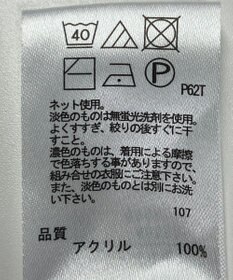 40
P
P62T
ネット使用。
淡色のものは無蛍光洗剤を使用。
よくすすぎ、絞りの後すぐに干
すこと。
濃色のものは、着用による摩擦
で色落ちする事がありますので、
組み合せの衣服にご注意下さい。
また、淡色のものとは別にお洗
い下さい。
107
品質
アクリル 100%